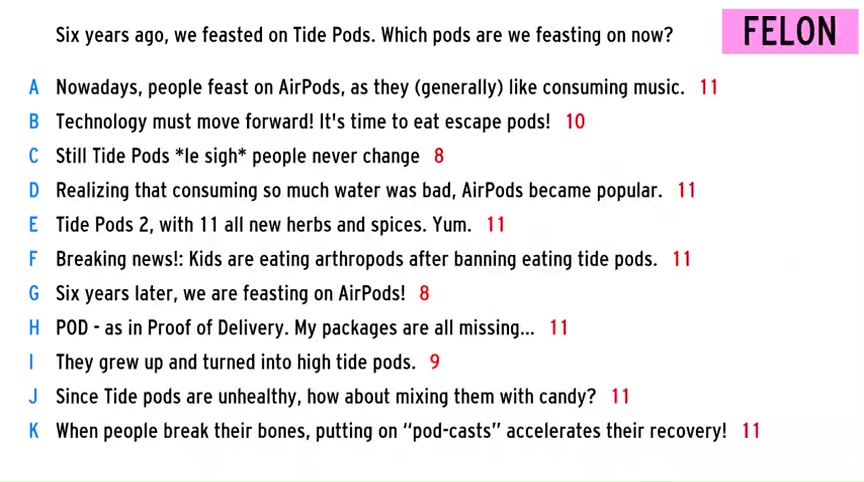 Six years ago, we feasted on Tide Pods. Which pods are we feasting on now?
FELON
A Nowadays, people feast on AirPods, as they (generally) like consuming music. 11
B Technology must move forward! It's time to eat escape pods! 10
C Still Tide Pods *le sigh* people never change 8
D Realizing that consuming so much water was bad, AirPods became popular. 11
E Tide Pods 2, with 11 all new herbs and spices. Yum. 11
F Breaking news!: Kids are eating arthropods after banning eating tide pods. 11
G Six years later, we are feasting on AirPods! 8
H POD - as in Proof of Delivery. My packages are all missing... 11
I They grew up and turned into high tide pods. 9
J Since Tide pods are unhealthy, how about mixing them with candy? 11
K When people break their bones, putting on “pod-casts” accelerates their recovery! 11